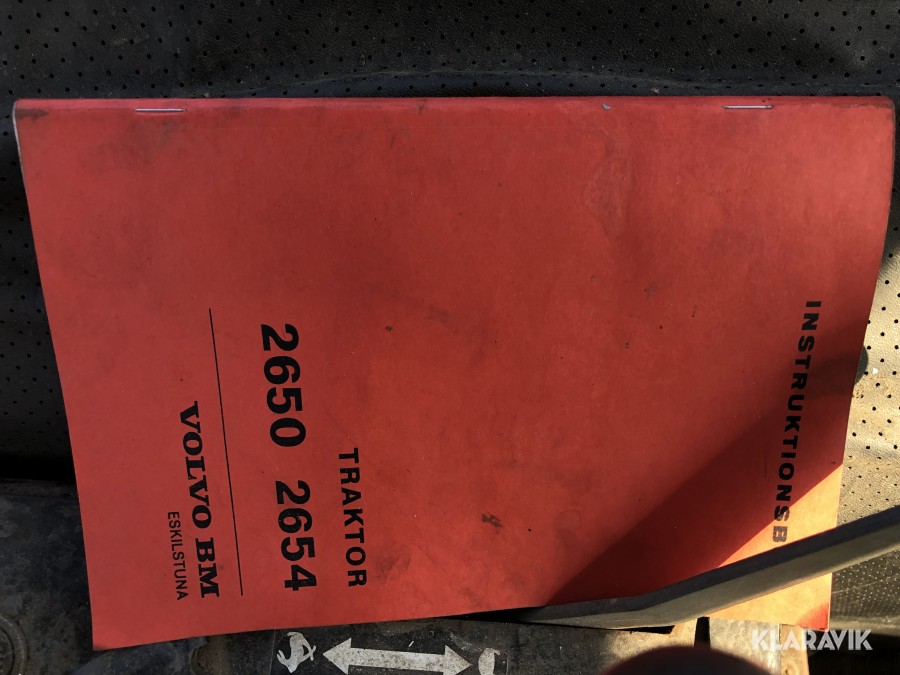 INSTRUKTIONSB
TRAKTOR
2650 2654
VOLVO BM
ESKILSTUNA
KLARAVIK